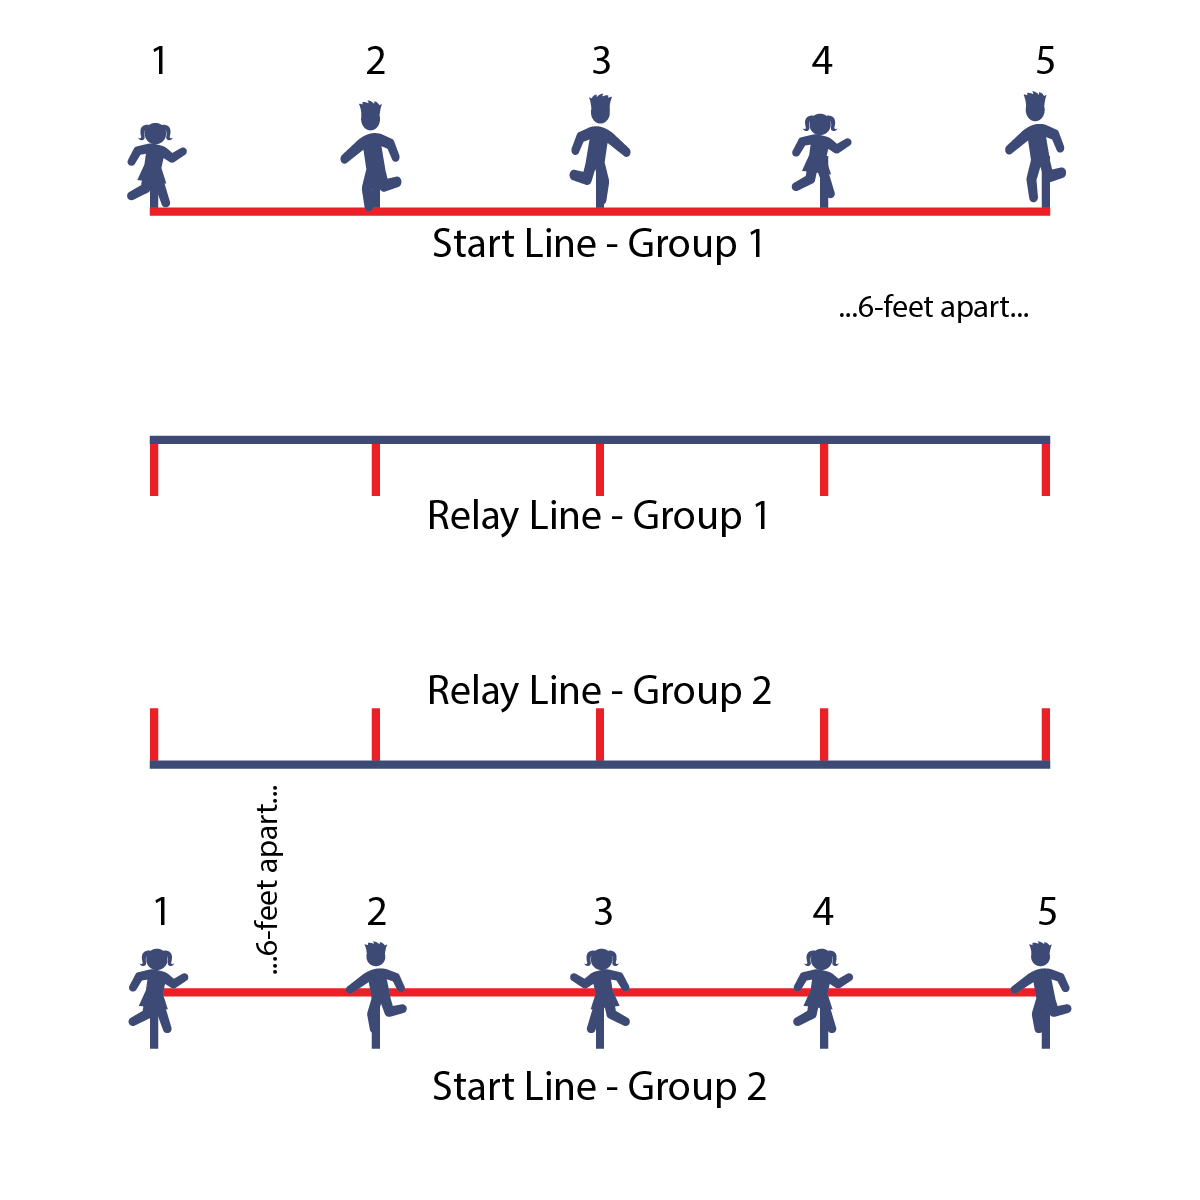 1 2 3 4 5
Start Line - Group 1
...6-feet apart...
Relay Line - Group 1
Relay Line - Group 2
...6-feet apart...
1 2 3 4 5
Start Line - Group 2